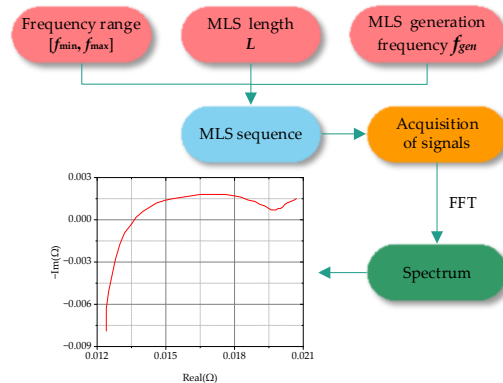 Frequency range
[fmin, fmax]
MLS length
L
MLS generation
frequency fgen
MLS sequence
Acquisition
of signals
FFT
Spectrum
0.003
0.000
−0.003
−0.006
−0.009
−Im(Ω)
0.012
0.015
0.018
0.021
Real(Ω)